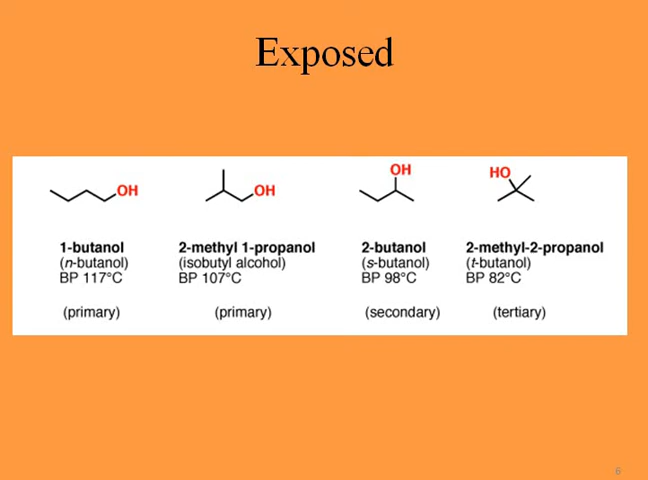 Exposed
OH
OH
OH
HO
1-butanol
(n-butanol)
BP 117°C
(primary)
2-methyl 1-propanol
(isobutyl alcohol)
BP 107°C
(primary)
2-butanol
(s-butanol)
BP 98°C
(secondary)
2-methyl-2-propanol
(t-butanol)
BP 82°C
(tertiary)
6